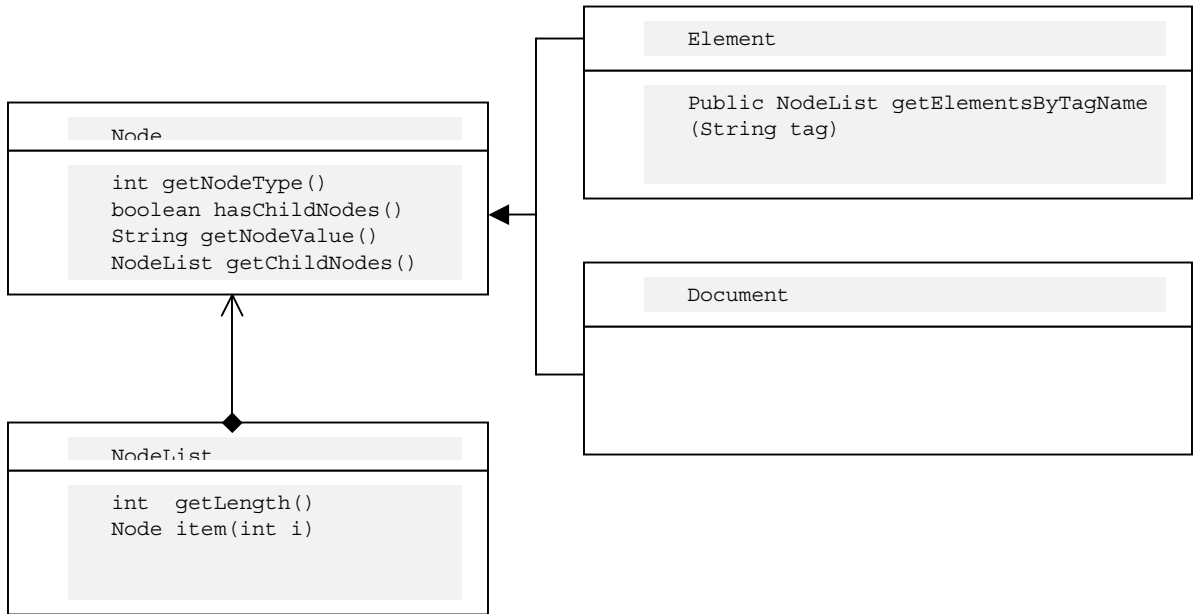 Node
int getNodeType()
boolean hasChildNodes()
String getNodeValue()
NodeList getChildNodes()
NodeList
int  getLength()
Node item(int i)
Element
Public NodeList getElementsByTagName
(String tag)
Document